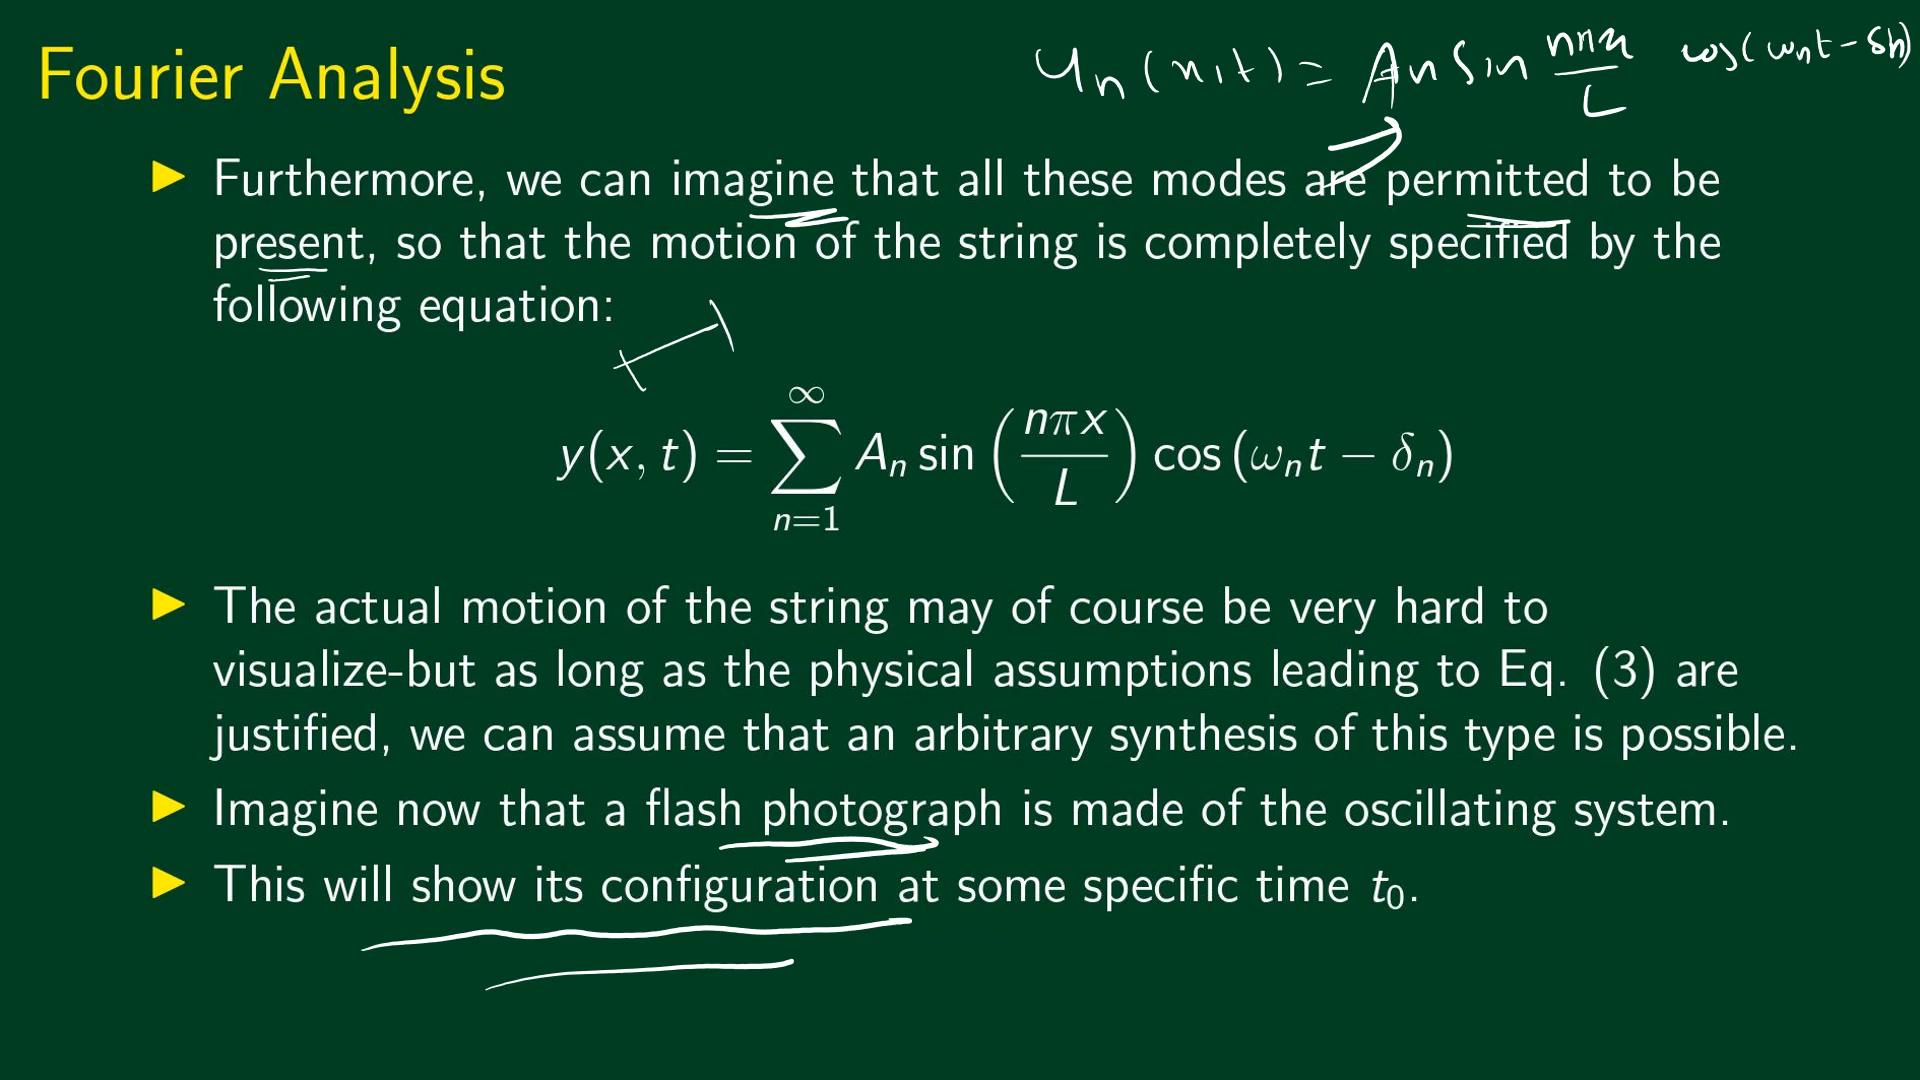 Fourier Analysis
yn(x,t) = An Sin nπx/L cos(ωnt - δn)
▶ Furthermore, we can imagine that all these modes are permitted to be
present, so that the motion of the string is completely specified by the
following equation:
y(x, t) = ∑_{n=1}^{∞} A_n sin (nπx/L) cos (ω_n t − δ_n)
▶ The actual motion of the string may of course be very hard to
visualize-but as long as the physical assumptions leading to Eq. (3) are
justified, we can assume that an arbitrary synthesis of this type is possible.
▶ Imagine now that a flash photograph is made of the oscillating system.
▶ This will show its configuration at some specific time t₀.